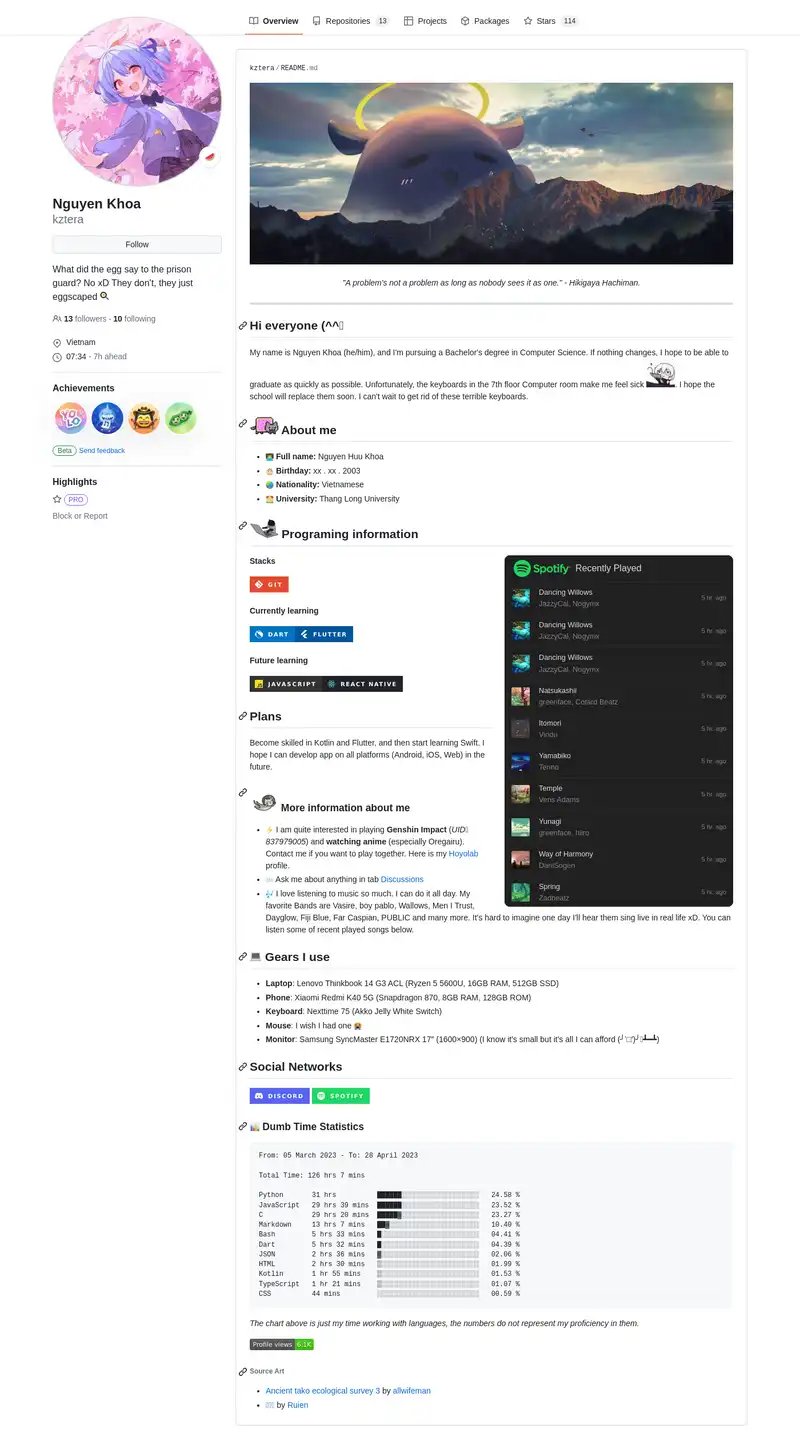 Overview
Repositories 13
Projects
Packages
Stars 114
kztera / README.md
"A problem's not a problem as long as nobody sees it as one." - Hikigaya Hachiman.
Nguyen Khoa
kztera
Follow
What did the egg say to the prison
guard? No xD They don't, they just
eggscaped 🍳
13 followers · 10 following
Vietnam
07:34 - 7h ahead
Achievements
YOLO
Beta Send feedback
Highlights
PRO
Block or Report
Hi everyone (^^
My name is Nguyen Khoa (he/him), and I'm pursuing a Bachelor's degree in Computer Science. If nothing changes, I hope to be able to
graduate as quickly as possible. Unfortunately, the keyboards in the 7th floor Computer room make me feel sick . I hope the
school will replace them soon. I can't wait to get rid of these terrible keyboards.
About me
Full name: Nguyen Huu Khoa
Birthday: xx . xx . 2003
Nationality: Vietnamese
University: Thang Long University
Programing information
Stacks
GIT
Currently learning
DART FLUTTER
Future learning
JAVASCRIPT REACT NATIVE
Spotify Recently Played
Dancing Willows
JazzyCal, Nogymx
5 hr. ago
Dancing Willows
JazzyCal, Nogymx
5 hr. ago
Dancing Willows
JazzyCal, Nogymx
5 hr. ago
Natsukashii
greenface, Cotard Beatz
5 hr. ago
Itomori
Vindu
5 hr. ago
Yamabiko
Tenno
5 hr. ago
Temple
Vens Adams
5 hr. ago
Yunagi
greenface, hiiro
5 hr. ago
Way of Harmony
DaniSogen
5 hr. ago
Spring
Zadbeatz
5 hr. ago
Plans
Become skilled in Kotlin and Flutter, and then start learning Swift. I
hope I can develop app on all platforms (Android, iOS, Web) in the
future.
More information about me
⚡ I am quite interested in playing Genshin Impact (UID
837979005) and watching anime (especially Oregairu).
Contact me if you want to play together. Here is my Hoyolab
profile.
Ask me about anything in tab Discussions
I love listening to music so much. I can do it all day. My
favorite Bands are Vasire, boy pablo, Wallows, Men I Trust,
Dayglow, Fiji Blue, Far Caspian, PUBLIC and many more. It's hard to imagine one day I'll hear them sing live in real life xD. You can
listen some of recent played songs below.
💻 Gears I use
Laptop: Lenovo Thinkbook 14 G3 ACL (Ryzen 5 5600U, 16GB RAM, 512GB SSD)
Phone: Xiaomi Redmi K40 5G (Snapdragon 870, 8GB RAM, 128GB ROM)
Keyboard: Nexttime 75 (Akko Jelly White Switch)
Mouse: I wish I had one 😭
Monitor: Samsung SyncMaster E1720NRX 17" (1600×900) (I know it's small but it's all I can afford (╯°□°)╯┻━┻)
Social Networks
DISCORD SPOTIFY
📊 Dumb Time Statistics
From: 05 March 2023 - To: 28 April 2023
Total Time: 126 hrs 7 mins
Python 31 hrs 24.58 %
JavaScript 29 hrs 39 mins 23.52 %
C 29 hrs 20 mins 23.27 %
Markdown 13 hrs 7 mins 10.40 %
Bash 5 hrs 33 mins 04.41 %
Dart 5 hrs 32 mins 04.39 %
JSON 2 hrs 36 mins 02.06 %
HTML 2 hrs 30 mins 01.99 %
Kotlin 1 hr 55 mins 01.53 %
TypeScript 1 hr 21 mins 01.07 %
CSS 44 mins 00.59 %
The chart above is just my time working with languages, the numbers do not represent my proficiency in them.
Profile views 6.1K
Source Art
Ancient tako ecological survey 3 by allwifeman
by Ruien